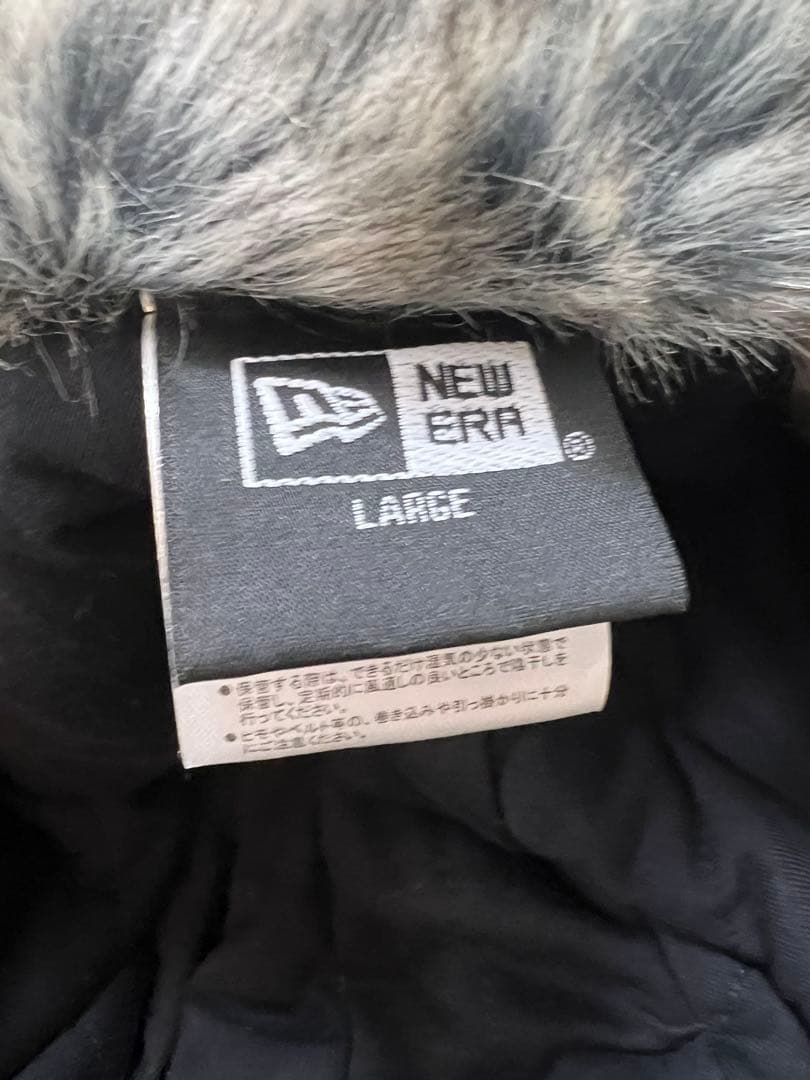 NEW
ERA
®
LARGE
●保管する際は、できるだけ湿気の少ない状態で
保管し、定期的に風通しの良いところで陰干しを
行ってください。
●ヒモやベルト等の、巻き込みや引っ掛かりに十分
にご注意ください。